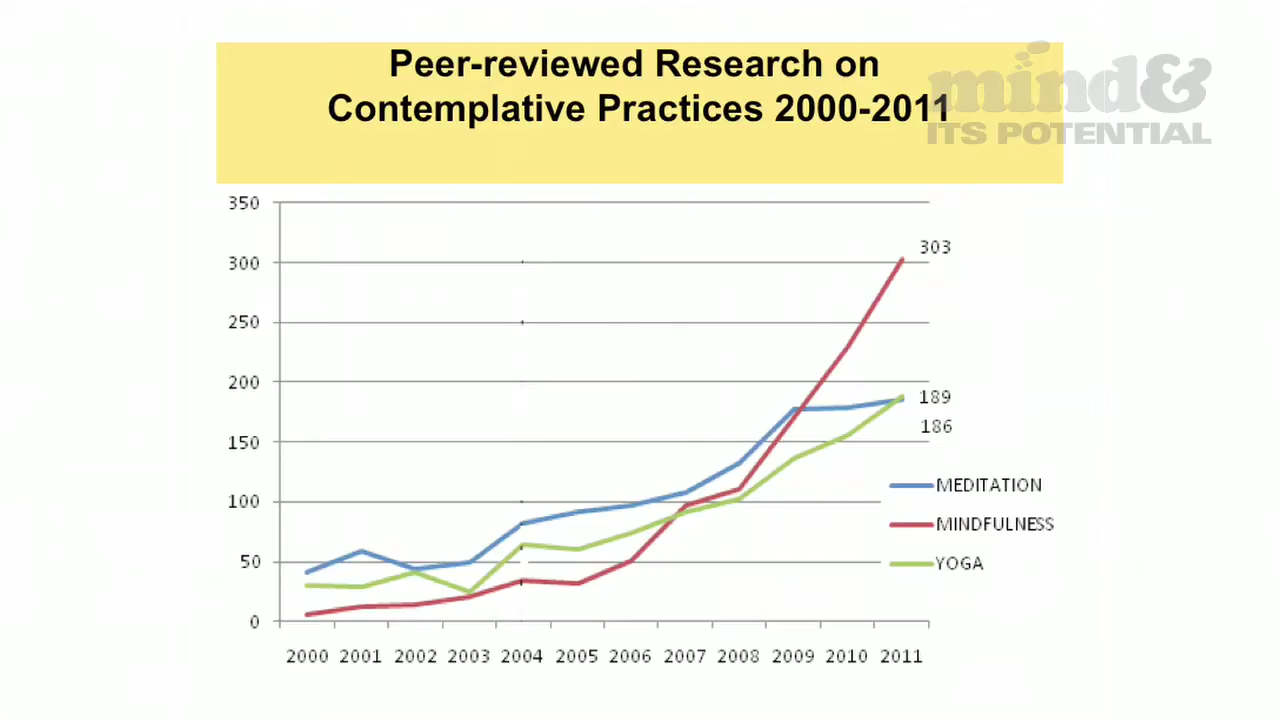 Peer-reviewed Research on
Contemplative Practices 2000-2011
mind&
ITS POTENTIAL
350
300
250
200
150
100
50
0
303
189
186
MEDITATION
MINDFULNESS
YOGA
2000 2001 2002 2003 2004 2005 2006 2007 2008 2009 2010 2011